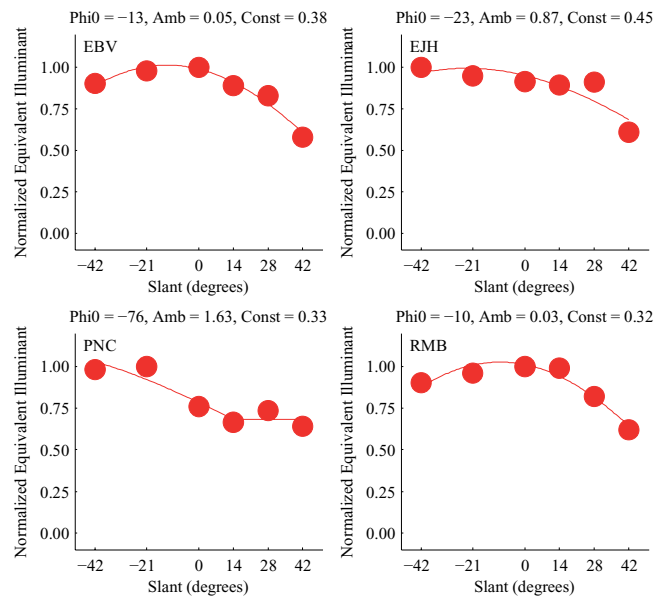 Phi0 = −13, Amb = 0.05, Const = 0.38
EBV
Normalized Equivalent Illuminant
1.00
0.75
0.50
0.25
0.00
−42 −21 0 14 28 42
Slant (degrees)
Phi0 = −23, Amb = 0.87, Const = 0.45
EJH
Normalized Equivalent Illuminant
1.00
0.75
0.50
0.25
0.00
−42 −21 0 14 28 42
Slant (degrees)
Phi0 = −76, Amb = 1.63, Const = 0.33
PNC
Normalized Equivalent Illuminant
1.00
0.75
0.50
0.25
0.00
−42 −21 0 14 28 42
Slant (degrees)
Phi0 = −10, Amb = 0.03, Const = 0.32
RMB
Normalized Equivalent Illuminant
1.00
0.75
0.50
0.25
0.00
−42 −21 0 14 28 42
Slant (degrees)